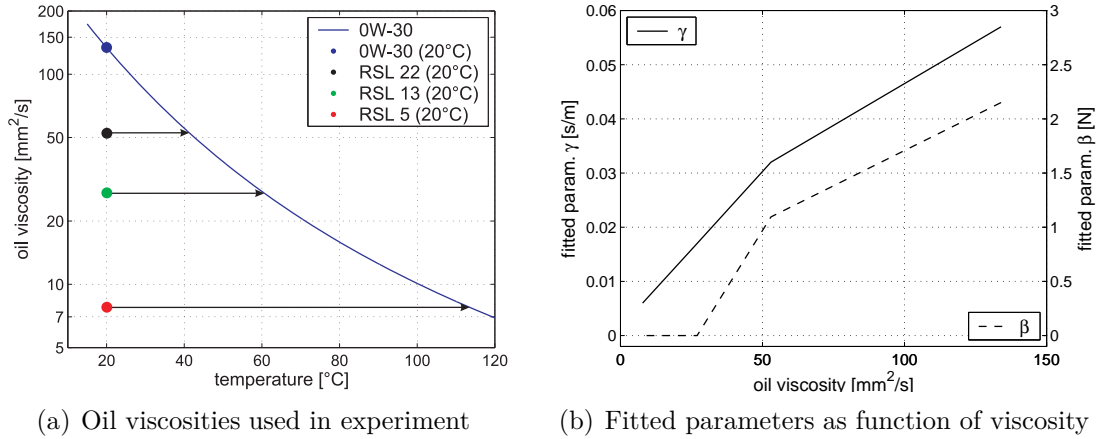 200
150
100
50
20
10
7
5
oil viscosity [mm²/s]
20
40
60
80
100
120
temperature [°C]
0W-30
0W-30 (20°C)
RSL 22 (20°C)
RSL 13 (20°C)
RSL 5 (20°C)
(a) Oil viscosities used in experiment
0.06
0.05
0.04
0.03
0.02
0.01
0
fitted param. γ [s/m]
γ
β
3
2.5
2
1.5
1
0.5
0
fitted param. β [N]
0
50
100
150
oil viscosity [mm²/s]
(b) Fitted parameters as function of viscosity